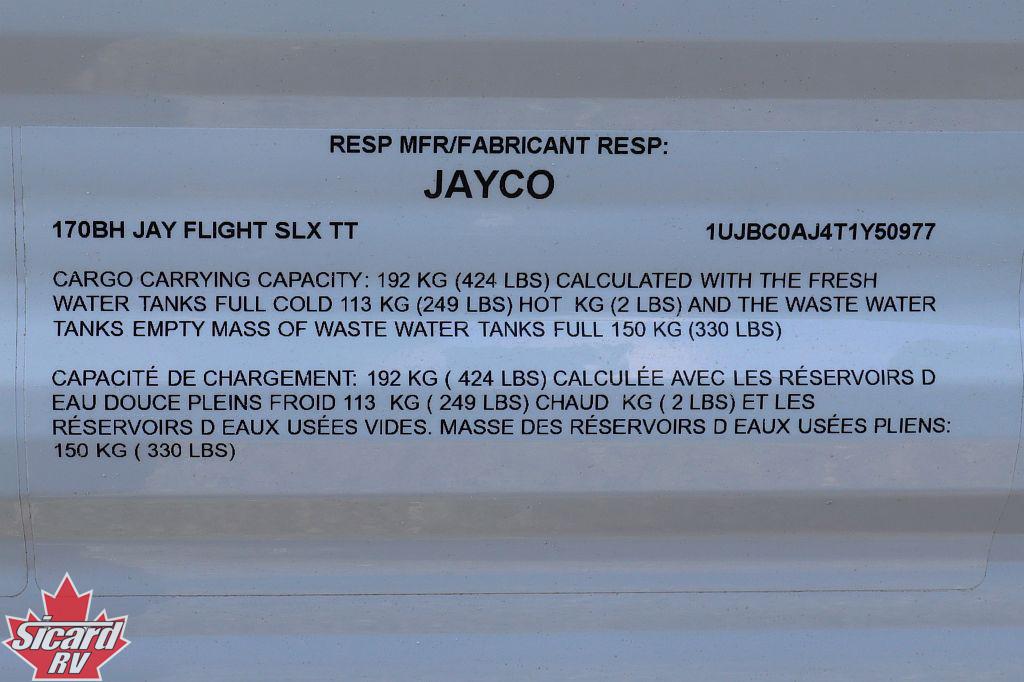 RESP MFR/FABRICANT RESP:
JAYCO
170BH JAY FLIGHT SLX TT 1UJBC0AJ4T1Y50977
CARGO CARRYING CAPACITY: 192 KG (424 LBS) CALCULATED WITH THE FRESH
WATER TANKS FULL COLD 113 KG (249 LBS) HOT  KG (2 LBS) AND THE WASTE WATER
TANKS EMPTY MASS OF WASTE WATER TANKS FULL 150 KG (330 LBS)
CAPACITÉ DE CHARGEMENT: 192 KG ( 424 LBS) CALCULÉE AVEC LES RÉSERVOIRS D
EAU DOUCE PLEINS FROID 113  KG ( 249 LBS) CHAUD  KG ( 2 LBS) ET LES
RÉSERVOIRS D EAUX USÉES VIDES. MASSE DES RÉSERVOIRS D EAUX USÉES PLIENS:
150 KG ( 330 LBS)
Sicard
RV